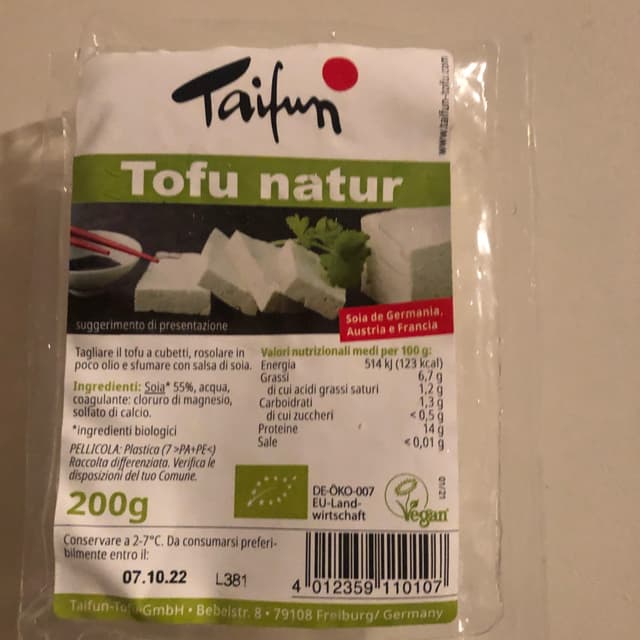 Taifun
www.taifun-tofu.com
Tofu natur
suggerimento di presentazione
Soia de Germania,
Austria e Francia
Tagliare il tofu a cubetti, rosolare in
poco olio e sfumare con salsa di soia.
Ingredienti: Soia* 55%, acqua,
coagulante: cloruro di magnesio,
solfato di calcio.
*ingredienti biologici
PELLICOLA: Plastica (7 >PA+PE<)
Raccolta differenziata. Verifica le
disposizioni del tuo Comune.
Valori nutrizionali medi per 100 g:
Energia 514 kJ (123 kcal)
Grassi 6,7 g
di cui acidi grassi saturi 1,2 g
Carboidrati 1,3 g
di cui zuccheri < 0,5 g
Proteine 14 g
Sale < 0,01 g
200g
DE-ÖKO-007
EU-Land-
wirtschaft
Vegan
01/21
Conservare a 2-7°C. Da consumarsi preferi-
bilmente entro il:
07.10.22 L381
4 012359 110107
Taifun-Tofu GmbH • Bebelstr. 8 • 79108 Freiburg/ Germany